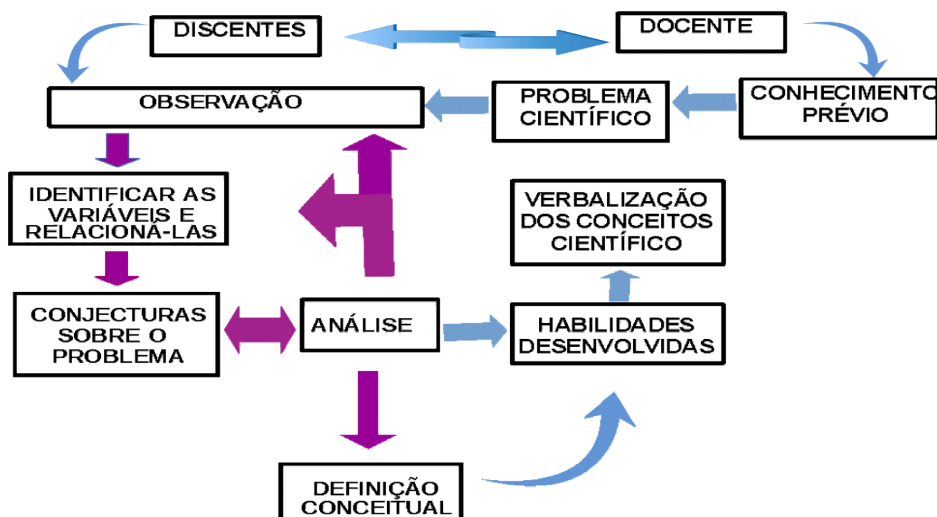 DISCENTES
DOCENTE
OBSERVAÇÃO
PROBLEMA
CIENTÍFICO
CONHECIMENTO
PRÉVIO
IDENTIFICAR AS
VARIÁVEIS E
RELACIONÁ-LAS
VERBALIZAÇÃO
DOS CONCEITOS
CIENTÍFICO
CONJECTURAS
SOBRE O
PROBLEMA
ANÁLISE
HABILIDADES
DESENVOLVIDAS
DEFINIÇÃO
CONCEITUAL